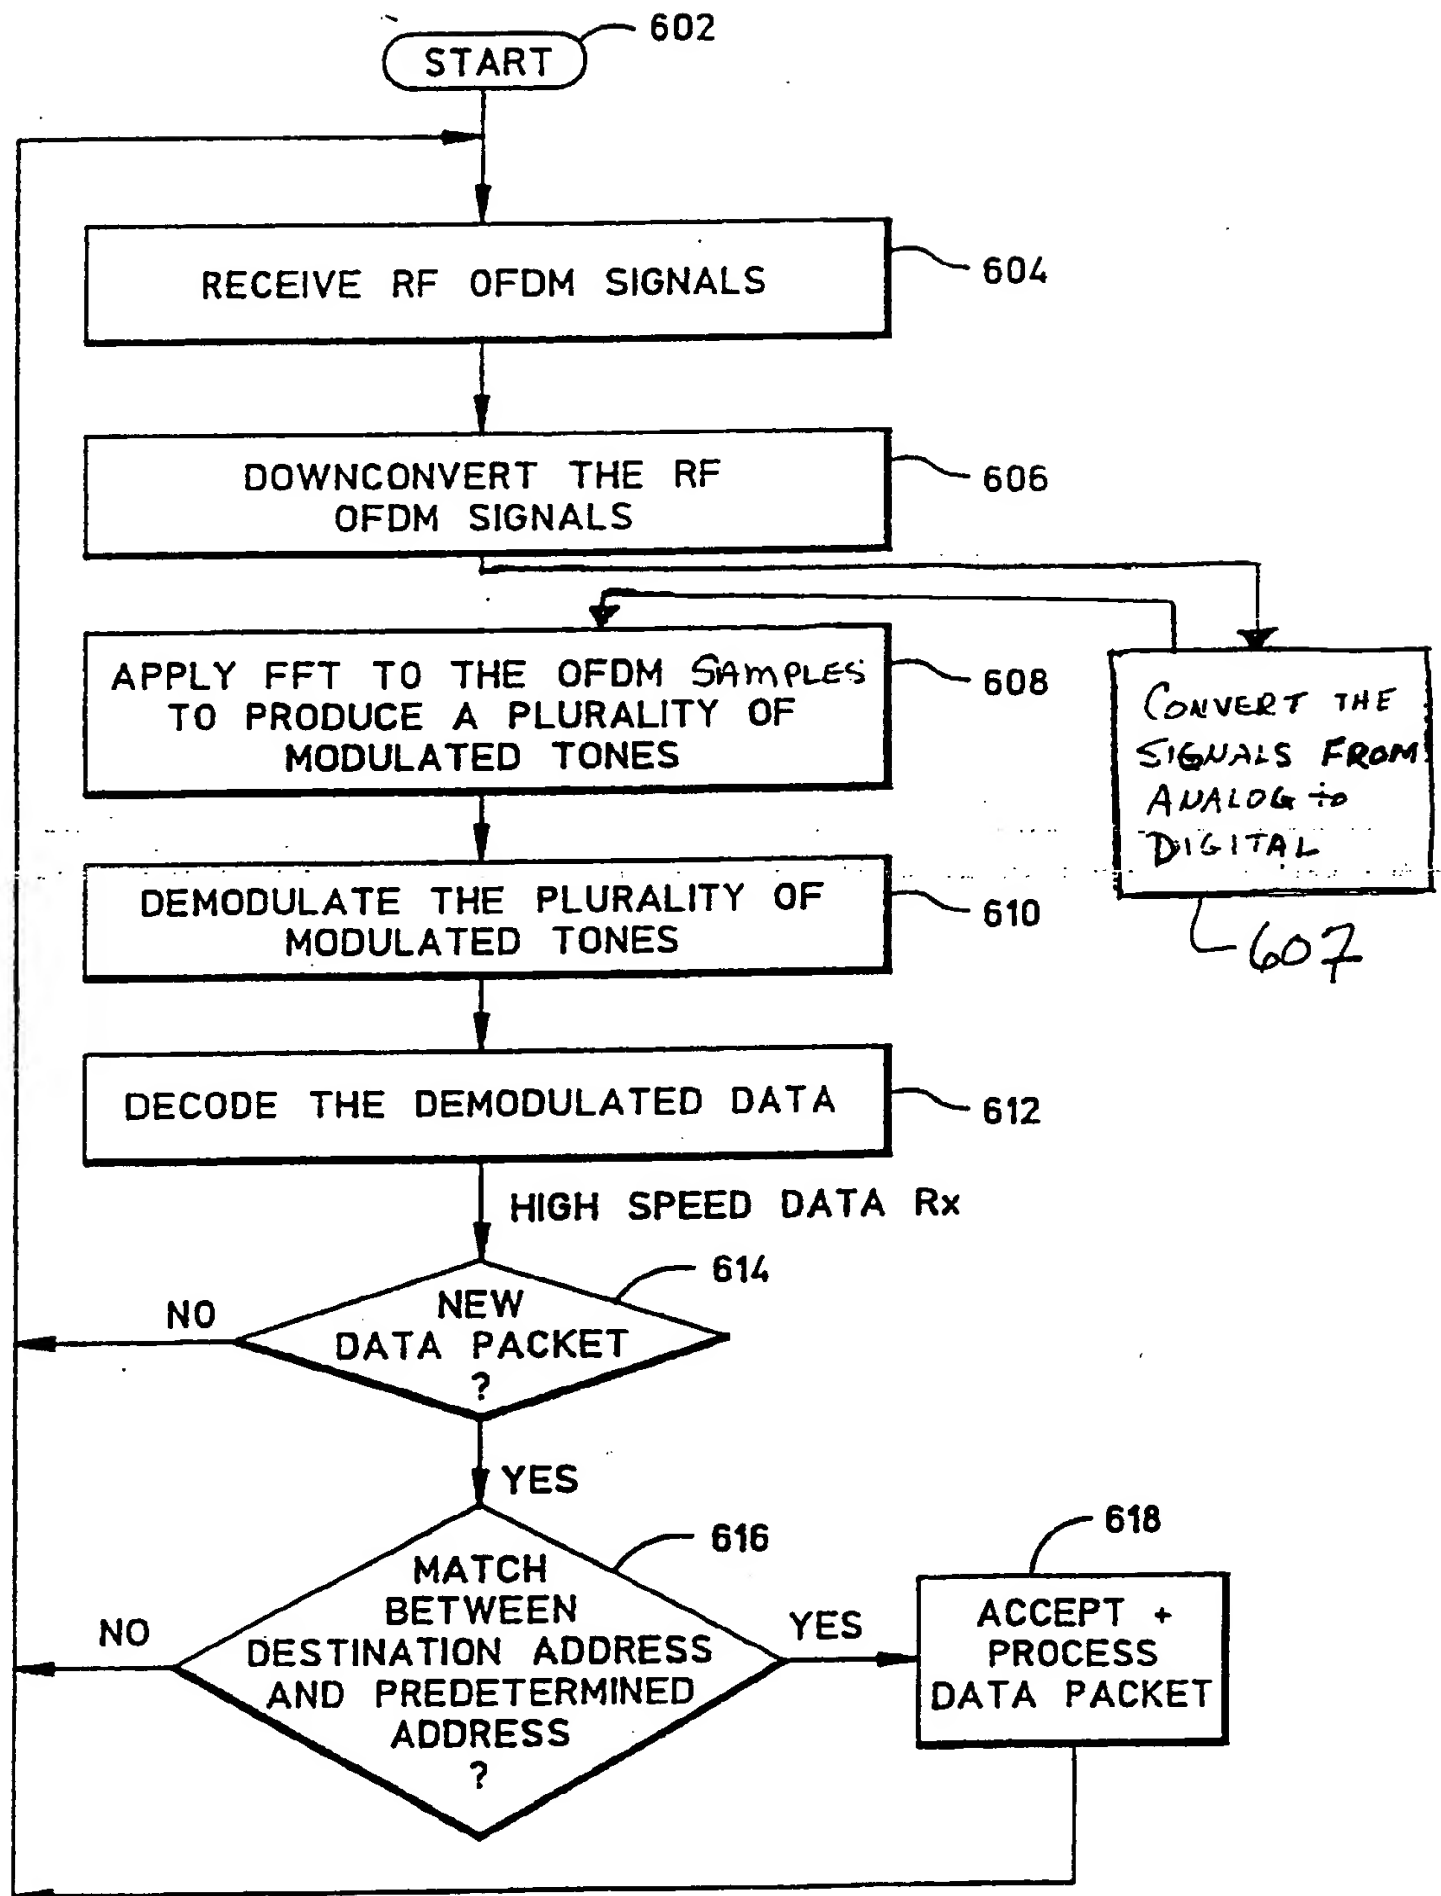 602
START
RECEIVE RF OFDM SIGNALS
604
DOWNCONVERT THE RF
OFDM SIGNALS
606
APPLY FFT TO THE OFDM SAMPLES
TO PRODUCE A PLURALITY OF
MODULATED TONES
608
CONVERT THE
SIGNALS FROM
ANALOG to
DIGITAL
607
DEMODULATE THE PLURALITY OF
MODULATED TONES
610
DECODE THE DEMODULATED DATA
612
HIGH SPEED DATA Rx
614
NEW
DATA PACKET
?
NO
YES
616
MATCH
BETWEEN
DESTINATION ADDRESS
AND PREDETERMINED
ADDRESS
?
NO
YES
618
ACCEPT +
PROCESS
DATA PACKET